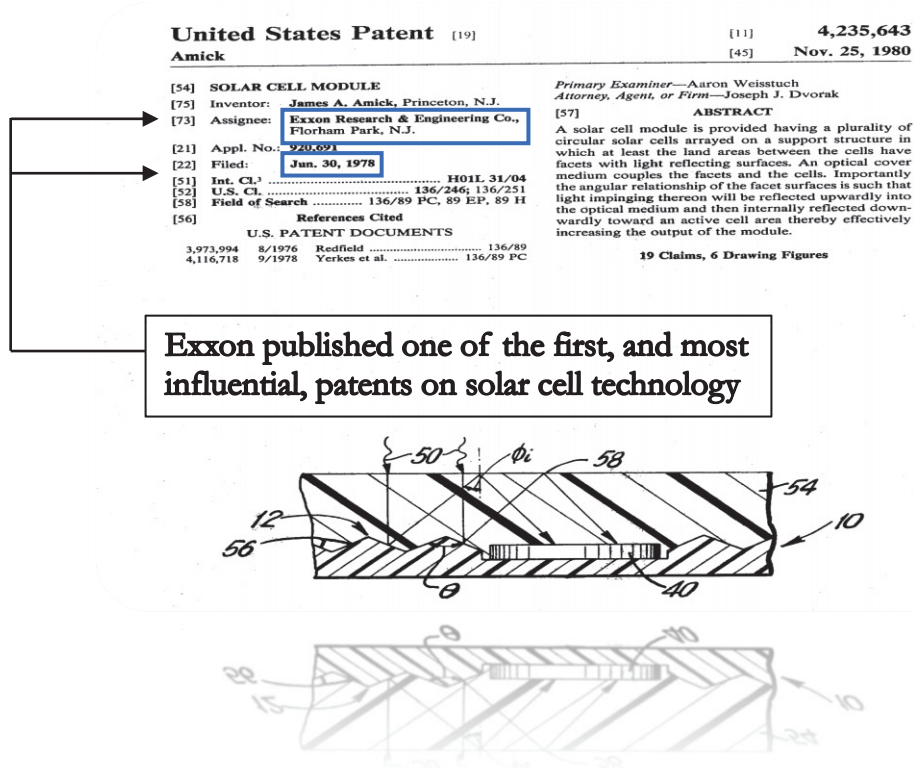 United States Patent [19]
Amick
[11] 4,235,643
[45] Nov. 25, 1980
[54] SOLAR CELL MODULE
[75] Inventor: James A. Amick, Princeton, N.J.
[73] Assignee: Exxon Research & Engineering Co.,
Florham Park, N.J.
[21] Appl. No.: 920,691
[22] Filed: Jun. 30, 1978
[51] Int. Cl.³ .................................... H01L 31/04
[52] U.S. Cl. .................................... 136/246; 136/251
[58] Field of Search ............... 136/89 PC, 89 EP, 89 H
[56] References Cited
U.S. PATENT DOCUMENTS
3,973,994 8/1976 Redfield .............................. 136/89
4,116,718 9/1978 Yerkes et al. .................. 136/89 PC
Primary Examiner—Aaron Weisstuch
Attorney, Agent, or Firm—Joseph J. Dvorak
[57] ABSTRACT
A solar cell module is provided having a plurality of
circular solar cells arrayed on a support structure in
which at least the land areas between the cells have
facets with light reflecting surfaces. An optical cover
medium couples the facets and the cells. Importantly
the angular relationship of the facet surfaces is such that
light impinging thereon will be reflected upwardly into
the optical medium and then internally reflected down-
wardly toward an active cell area thereby effectively
increasing the output of the module.
19 Claims, 6 Drawing Figures
Exxon published one of the first, and most
influential, patents on solar cell technology
50 ϕi 58
54
12 10
56
θ 40